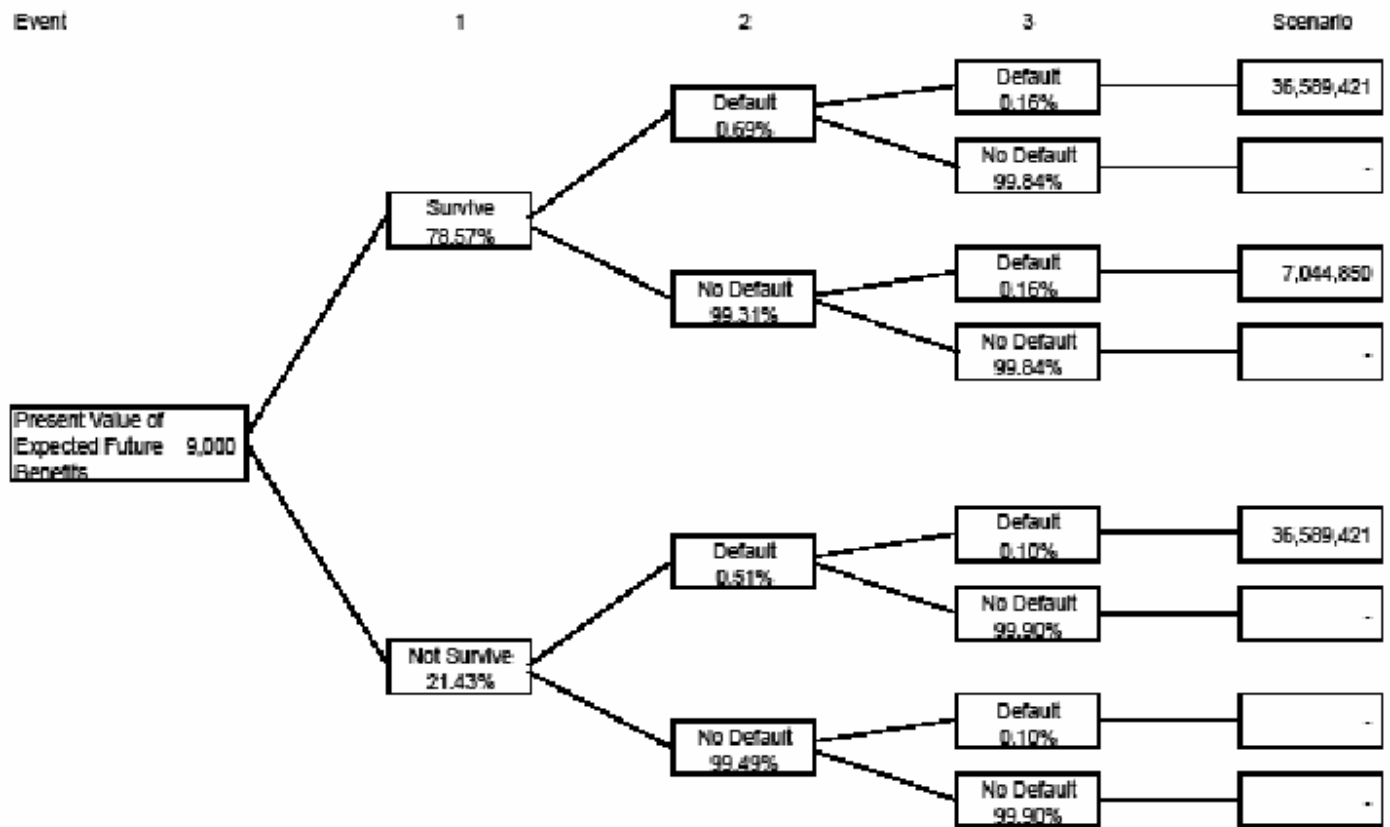 Event 1 2 3 Scenario
Default
0.16%
36,589,421
Default
0.69%
No Default
99.84%
-
Survive
78.57%
Default
0.16%
7,044,850
No Default
99.31%
No Default
99.84%
-
Present Value of
Expected Future 9,000
Benefits
Default
0.10%
36,589,421
Default
0.51%
No Default
99.90%
-
Not Survive
21.43%
Default
0.10%
-
No Default
99.49%
No Default
99.90%
-